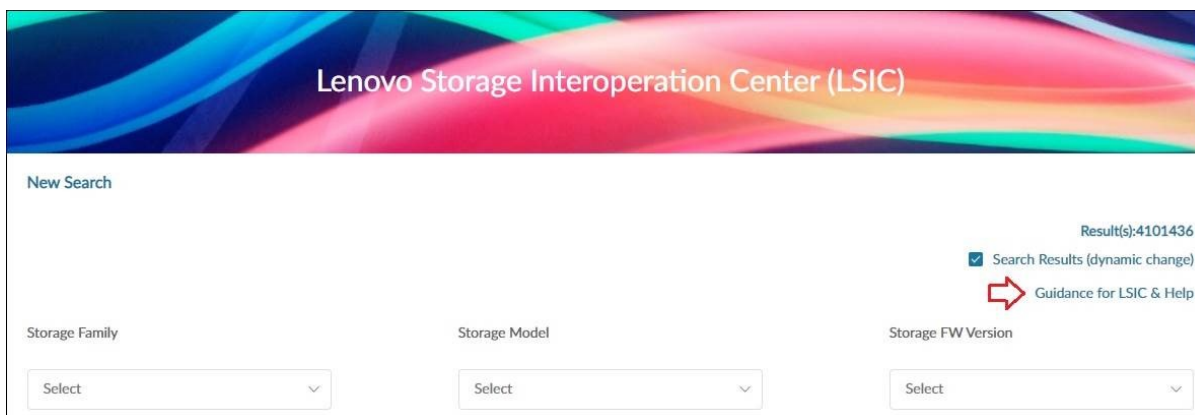 Lenovo Storage Interoperation Center (LSIC)
New Search
Result(s):4101436
Search Results (dynamic change)
Guidance for LSIC & Help
Storage Family
Storage Model
Storage FW Version
Select
Select
Select